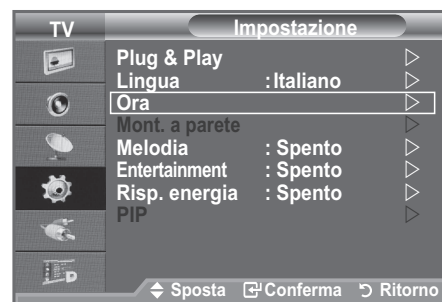 TV Impostazione
Plug & Play
Lingua : Italiano
Ora
Mont. a parete
Melodia : Spento
Entertainment : Spento
Risp. energia : Spento
PIP
Sposta Conferma Ritorno